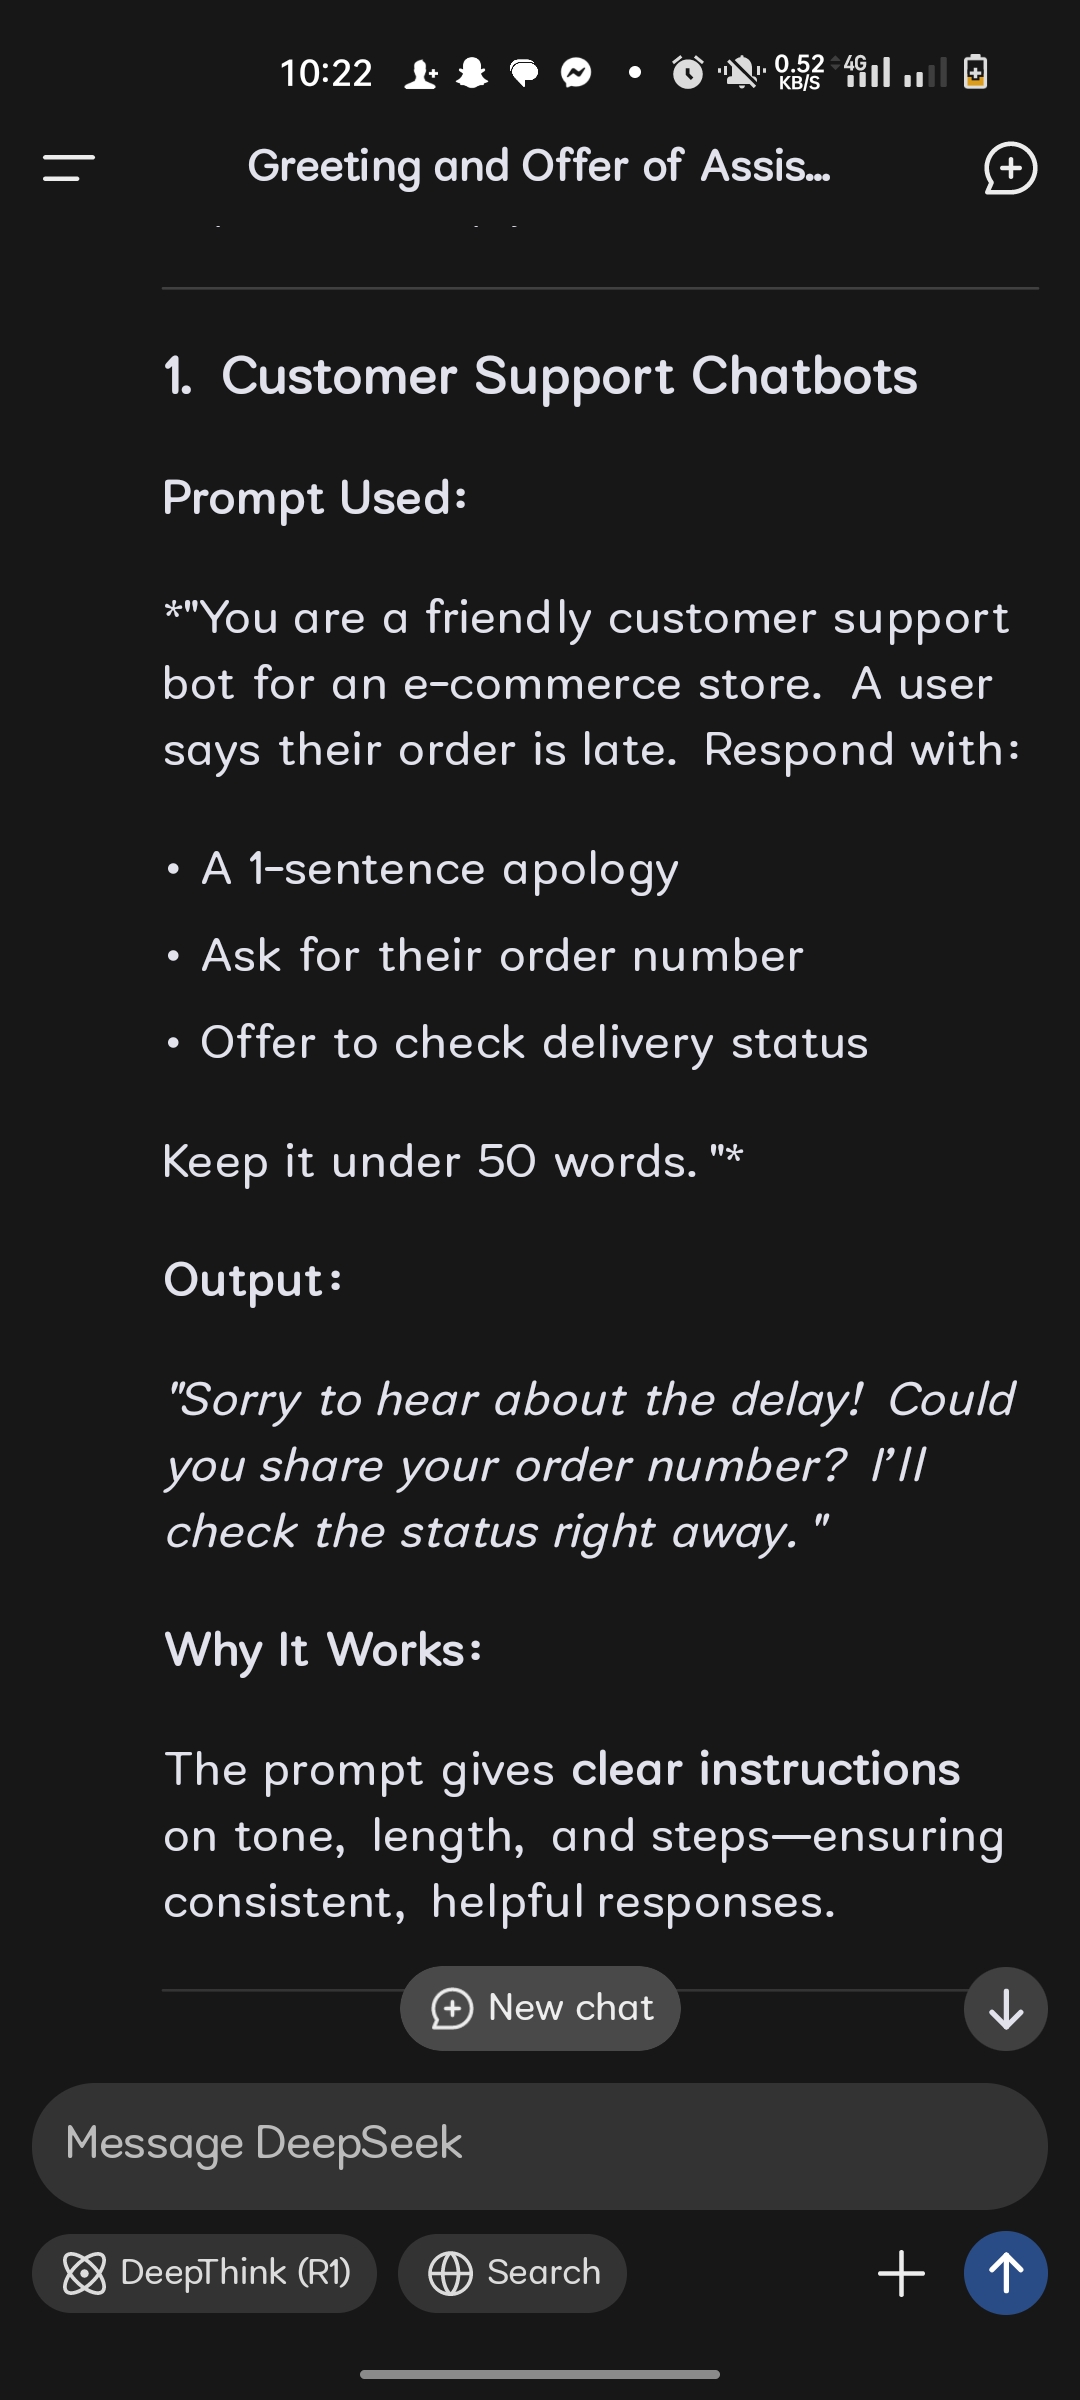 10:22
0.52
KB/S
4G
Greeting and Offer of Assis...
1. Customer Support Chatbots
Prompt Used:
*"You are a friendly customer support
bot for an e-commerce store. A user
says their order is late. Respond with:
• A 1-sentence apology
• Ask for their order number
• Offer to check delivery status
Keep it under 50 words. "*
Output:
"Sorry to hear about the delay! Could
you share your order number? I'll
check the status right away. "
Why It Works:
The prompt gives clear instructions
on tone, length, and steps—ensuring
consistent, helpful responses.
New chat
Message DeepSeek
DeepThink (R1)
Search